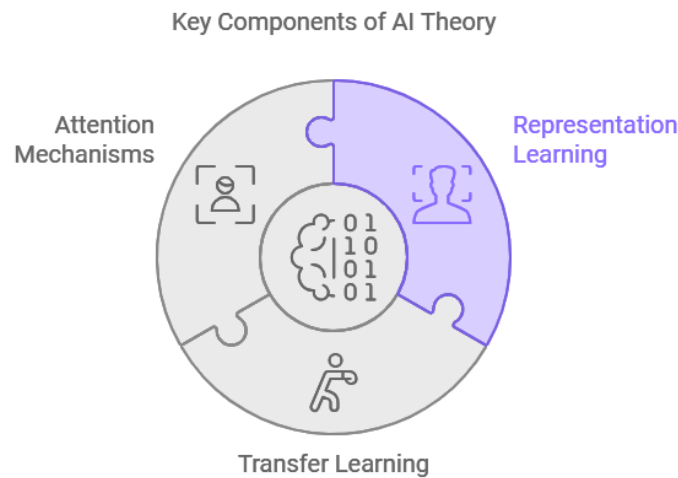 Key Components of AI Theory
Attention
Mechanisms
Representation
Learning
01
10
01
01
Transfer Learning